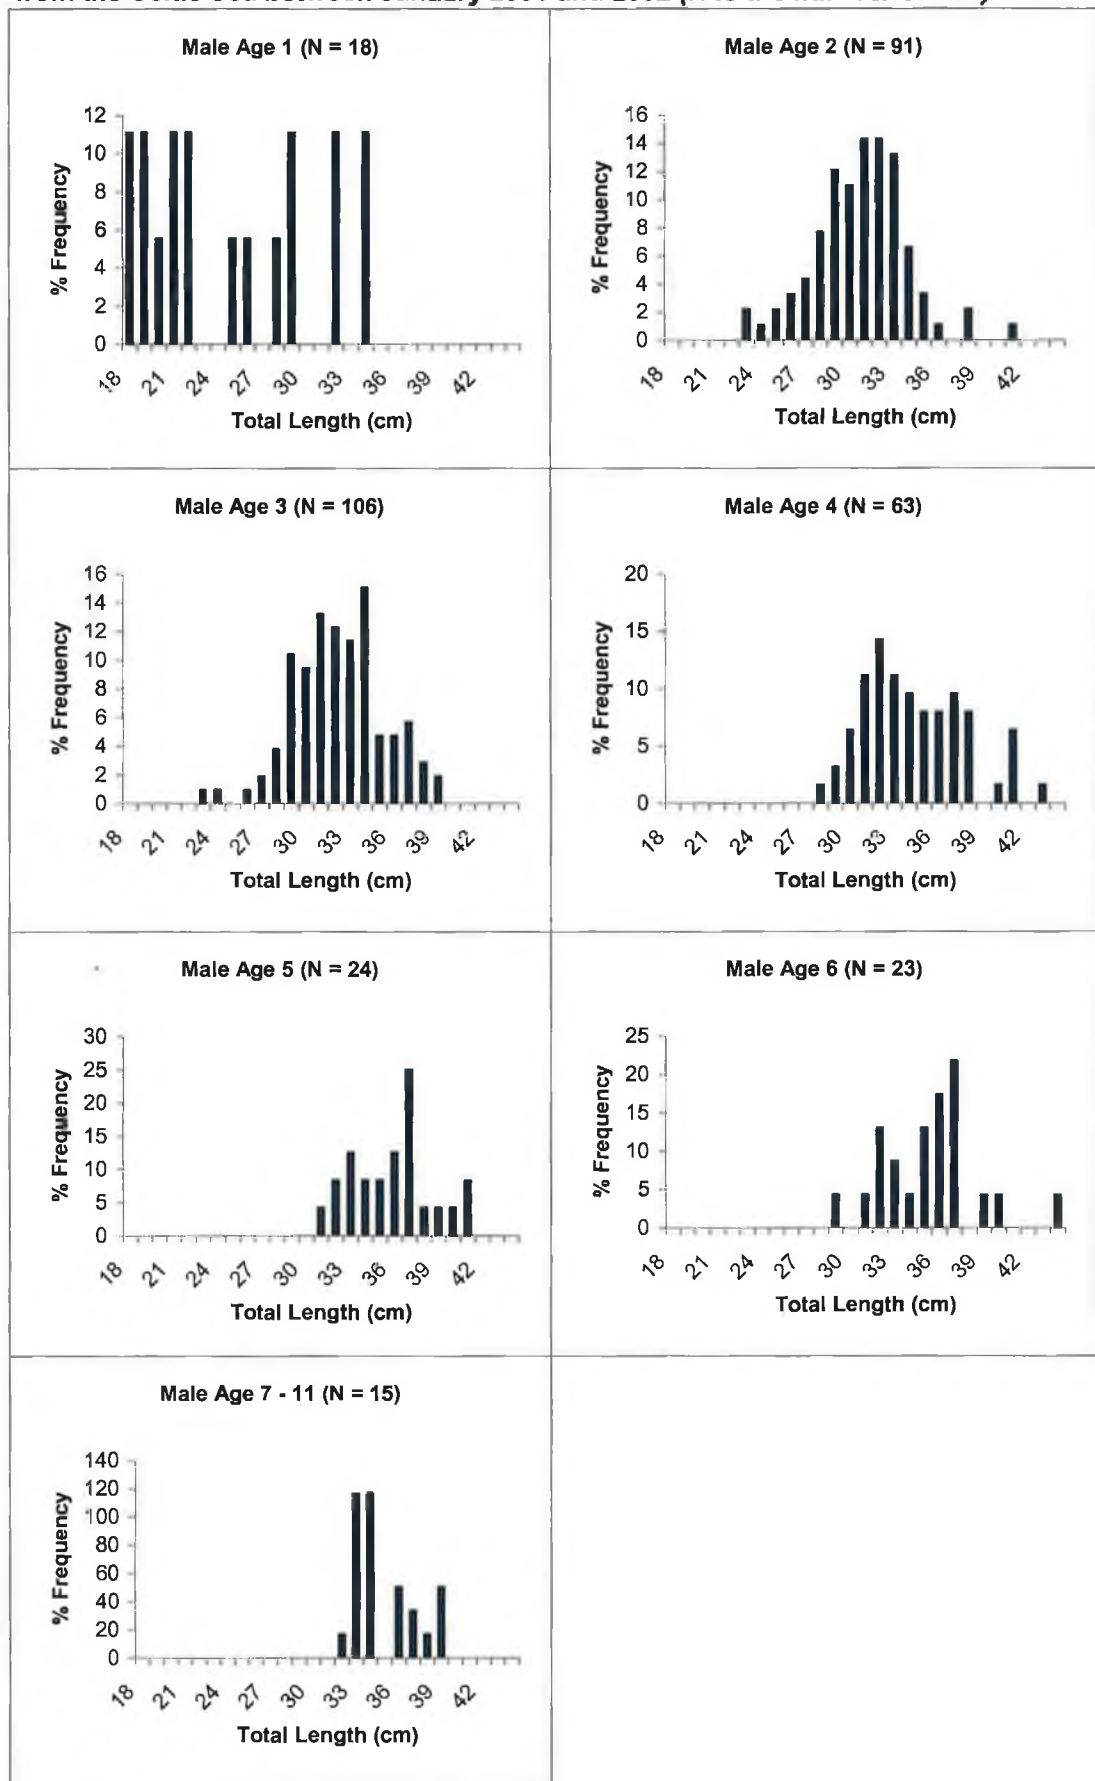 Male Age 1 (N = 18)
12
10
8
6
4
2
0
% Frequency
18 21 24 27 30 33 36 39 42
Total Length (cm)
Male Age 2 (N = 91)
16
14
12
10
8
6
4
2
0
% Frequency
18 21 24 27 30 33 36 39 42
Total Length (cm)
Male Age 3 (N = 106)
16
14
12
10
8
6
4
2
0
% Frequency
18 21 24 27 30 33 36 39 42
Total Length (cm)
Male Age 4 (N = 63)
20
15
10
5
0
% Frequency
18 21 24 27 30 33 36 39 42
Total Length (cm)
Male Age 5 (N = 24)
30
25
20
15
10
5
0
% Frequency
18 21 24 27 30 33 36 39 42
Total Length (cm)
Male Age 6 (N = 23)
25
20
15
10
5
0
% Frequency
18 21 24 27 30 33 36 39 42
Total Length (cm)
Male Age 7 - 11 (N = 15)
140
120
100
80
60
40
20
0
% Frequency
18 21 24 27 30 33 36 39 42
Total Length (cm)